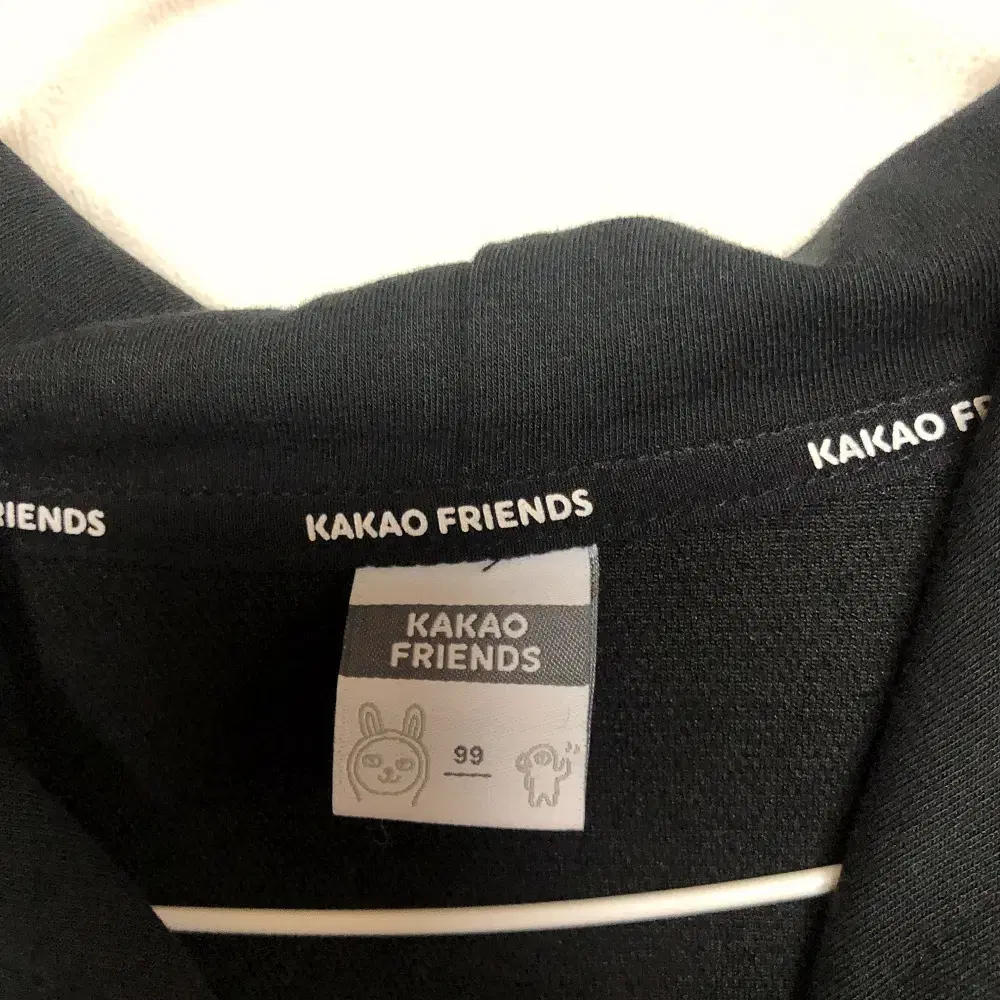 KAKAO FR
RIENDS
KAKAO FRIENDS
KAKAO
FRIENDS
99